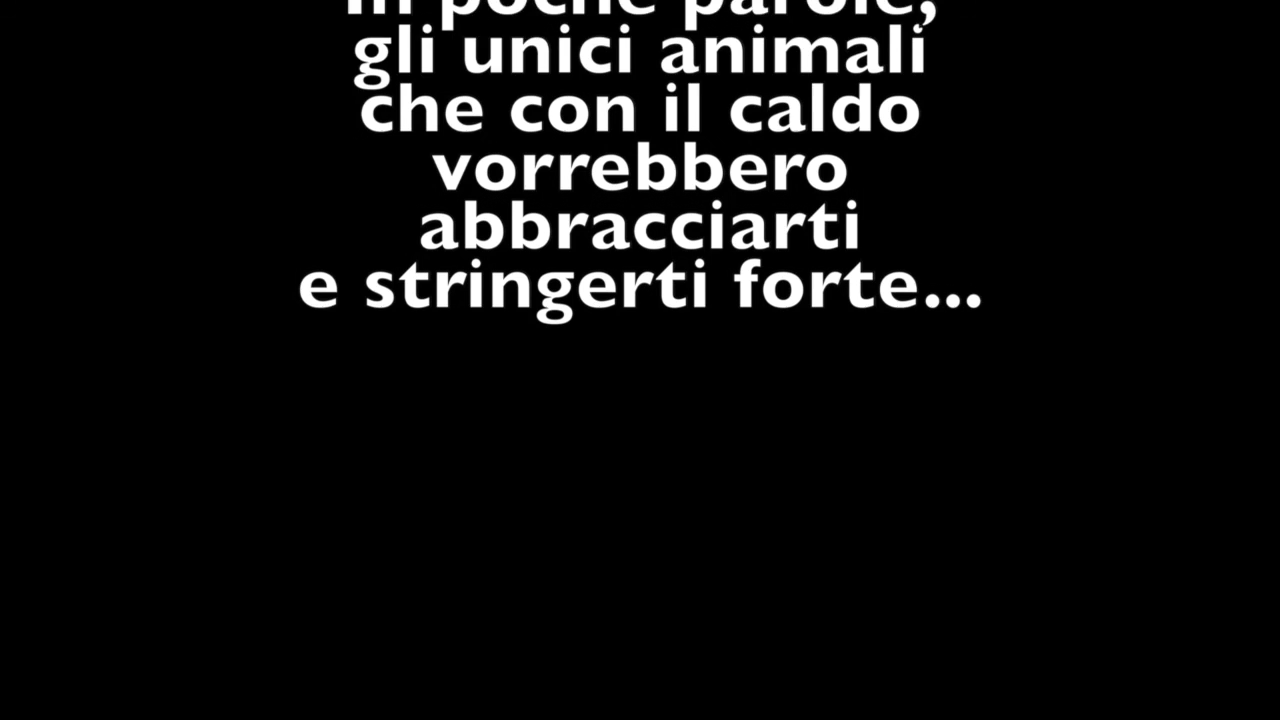 In poche parole,
gli unici animali
che con il caldo
vorrebbero
abbracciarti
e stringerti forte...